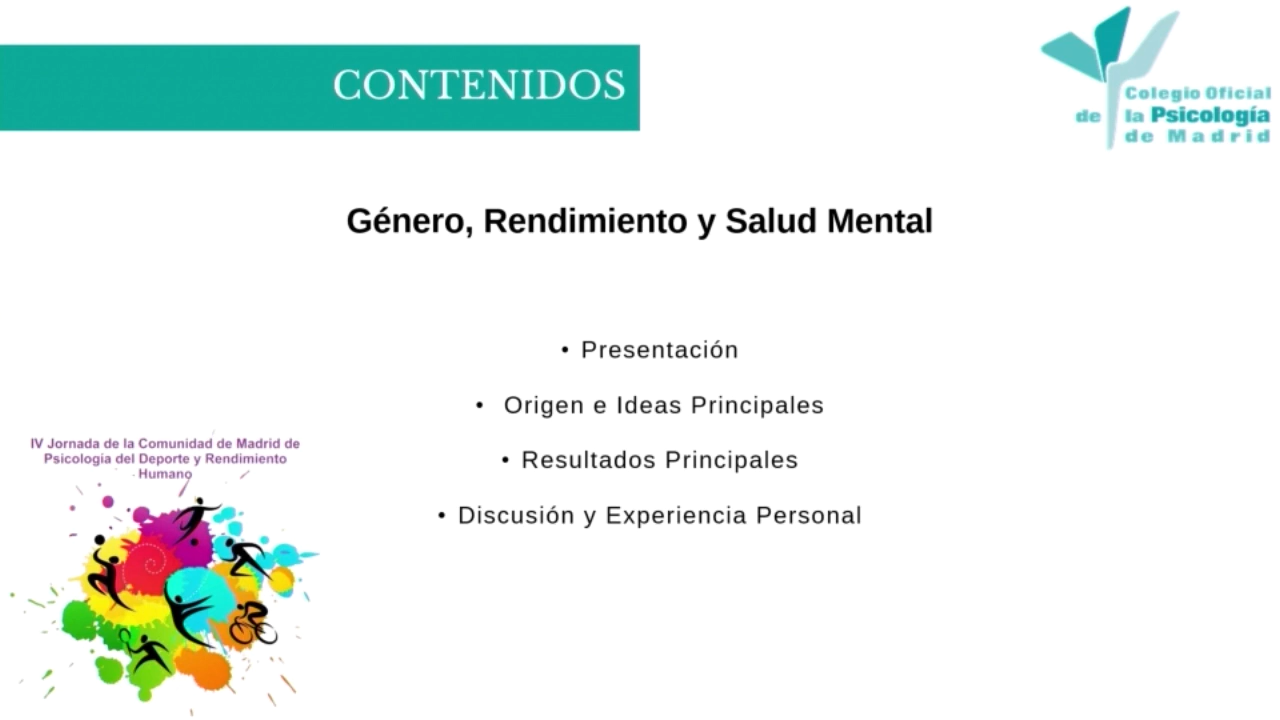 CONTENIDOS
Colegio Oficial
de la Psicología
de Madrid
Género, Rendimiento y Salud Mental
• Presentación
• Origen e Ideas Principales
• Resultados Principales
• Discusión y Experiencia Personal
IV Jornada de la Comunidad de Madrid de
Psicología del Deporte y Rendimiento
Humano